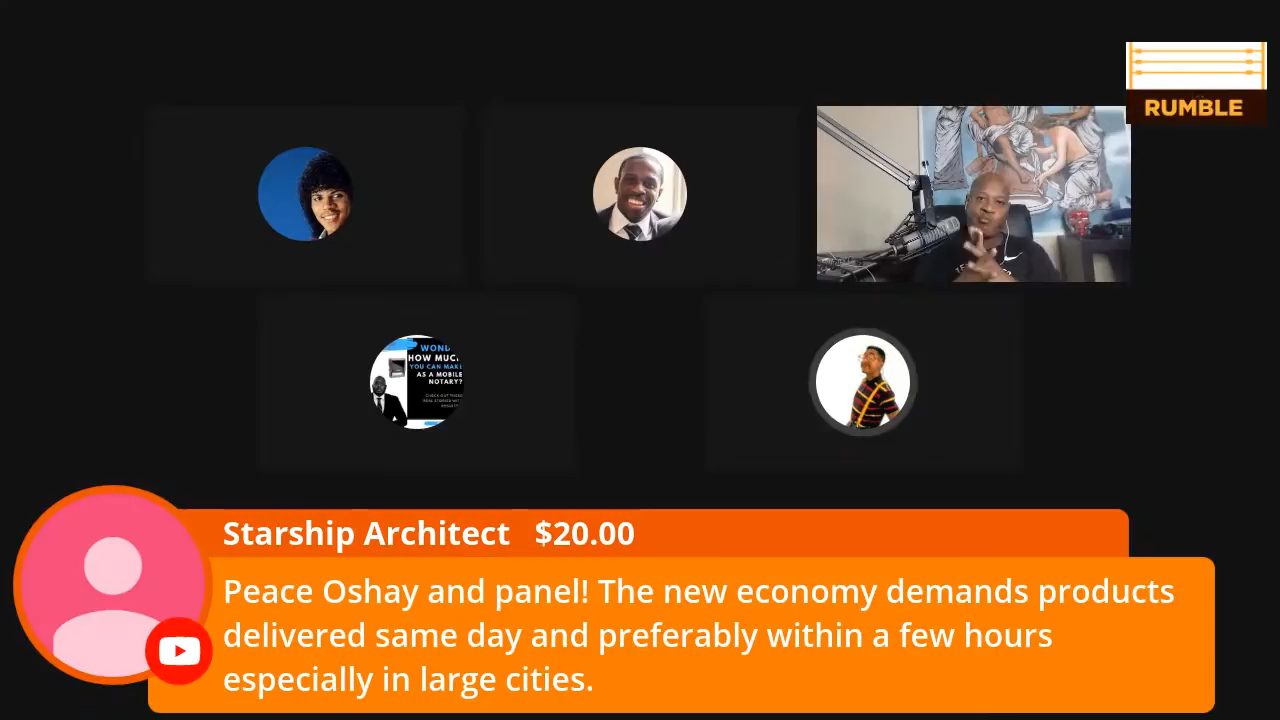 RUMBLE
WOND
HOW MUCH
YOU CAN MAKE
AS A MOBILE
NOTARY?
Starship Architect $20.00
Peace Oshay and panel! The new economy demands products
delivered same day and preferably within a few hours
especially in large cities.